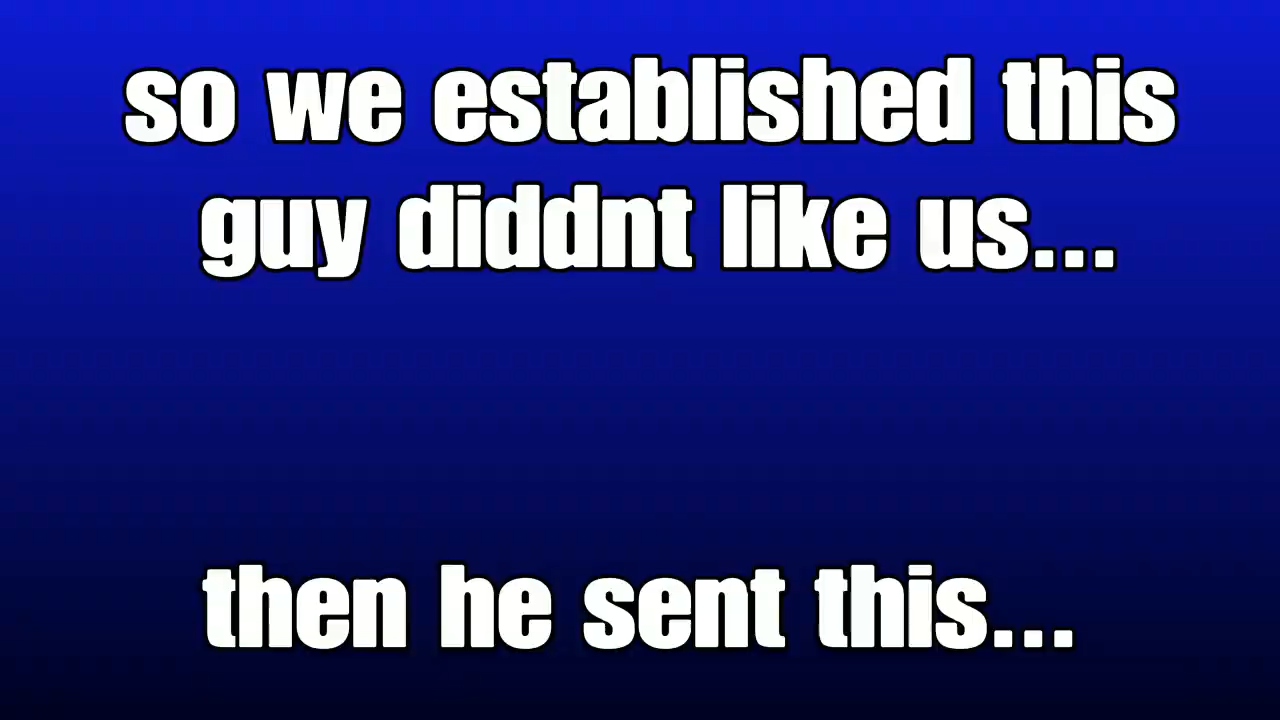 so we established this
guy diddnt like us...
then he sent this...